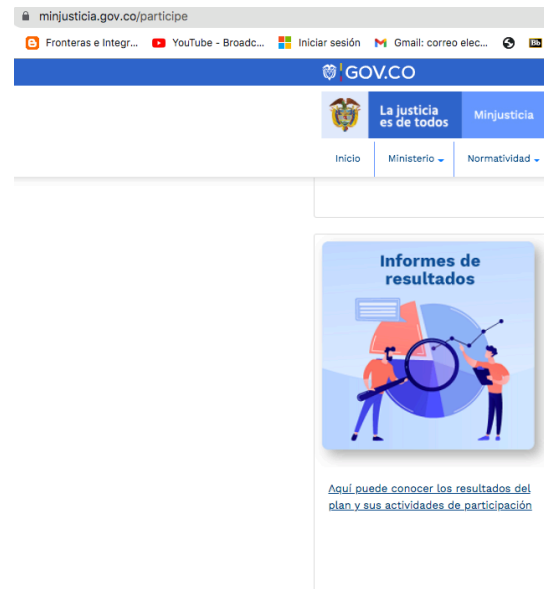 minjusticia.gov.co/participe
Fronteras e Integr... YouTube - Broadc... Iniciar sesión Gmail: correo elec... Bb
GOV.CO
La justicia
es de todos
Minjusticia
Inicio Ministerio Normatividad
Informes de
resultados
Aquí puede conocer los resultados del
plan y sus actividades de participación